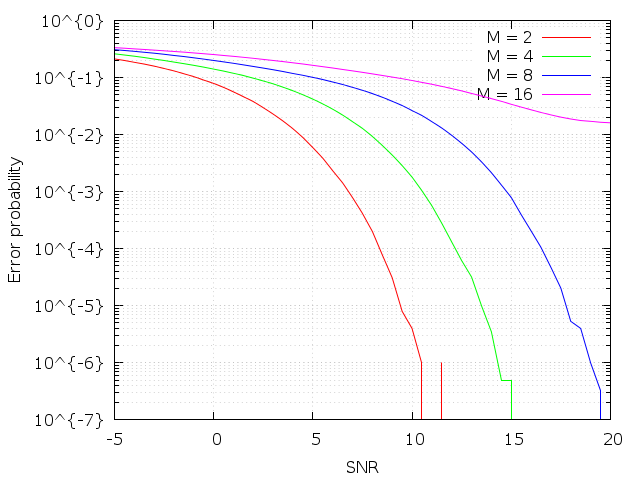 10^{0}
10^{-1}
10^{-2}
10^{-3}
10^{-4}
10^{-5}
10^{-6}
10^{-7}
Error probability
M = 2
M = 4
M = 8
M = 16
-5 0 5 10 15 20
SNR